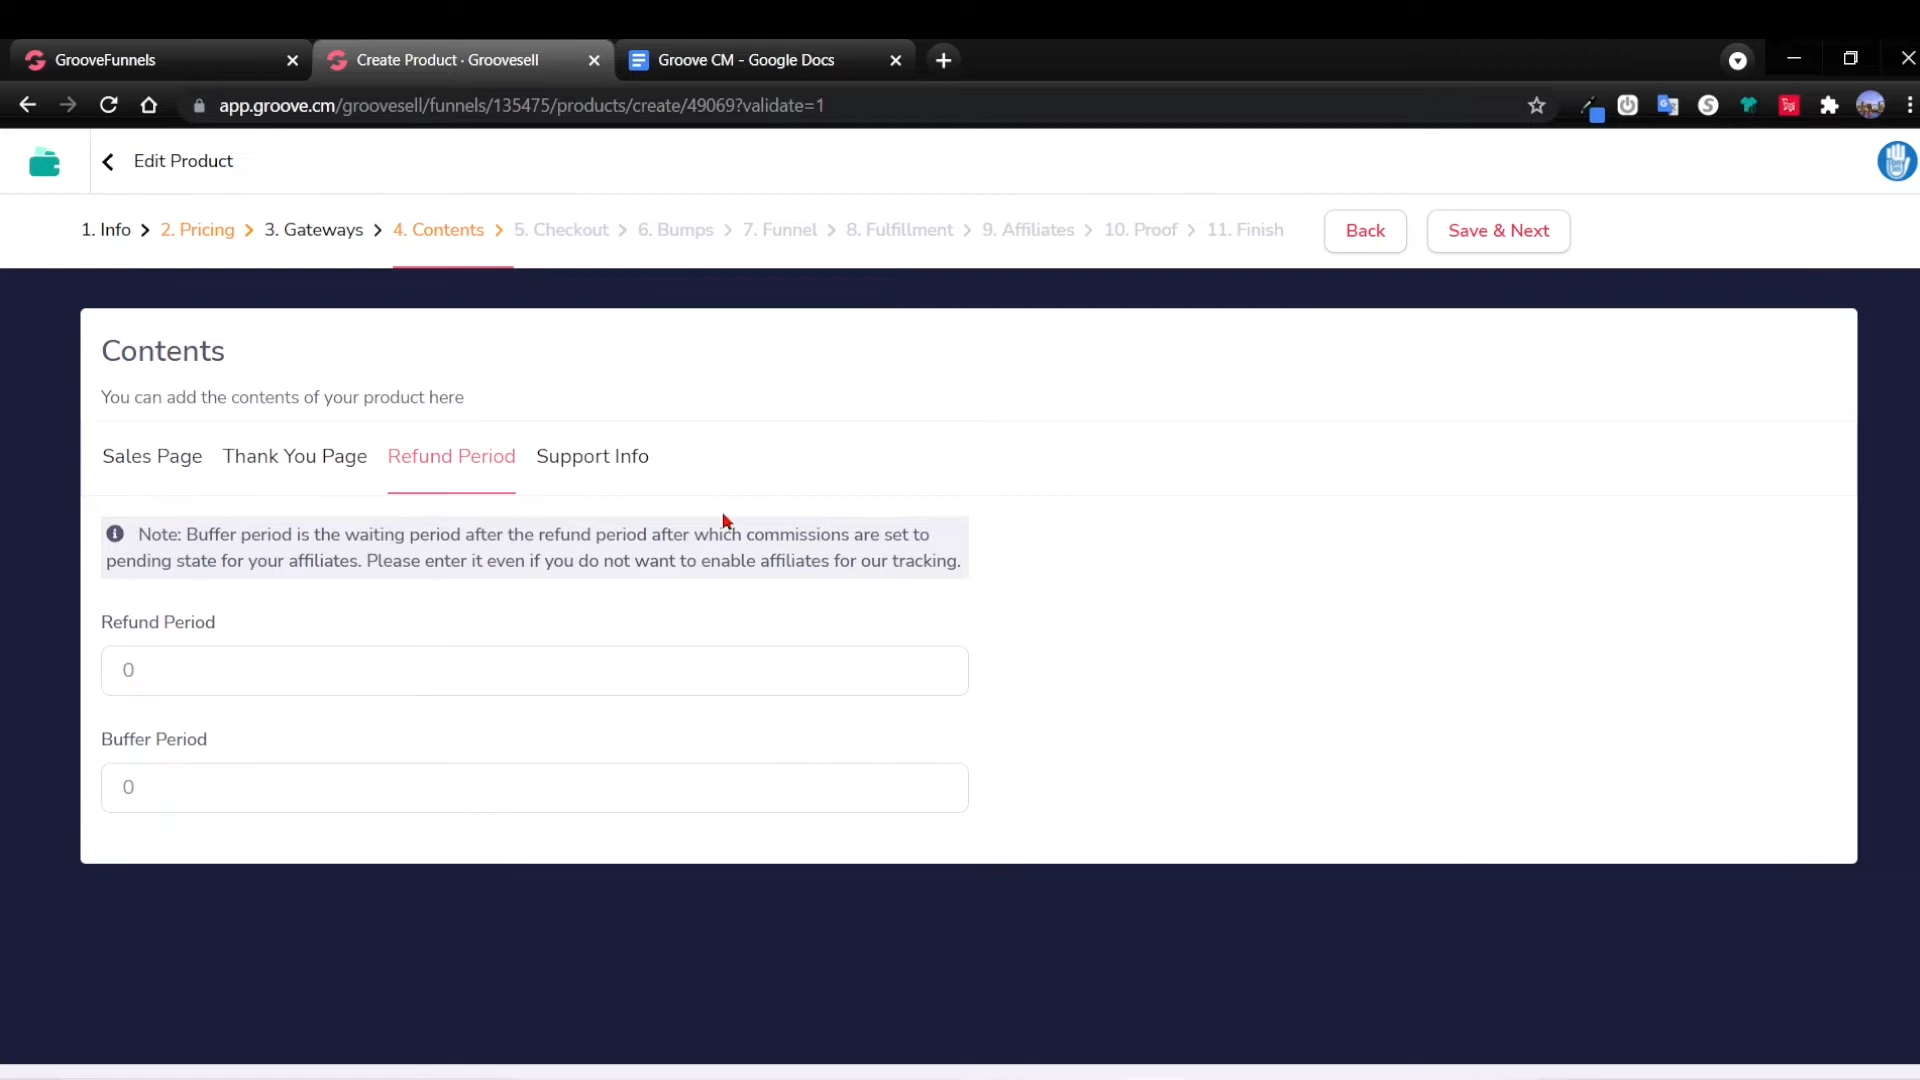 GrooveFunnels
Create Product · Groovesell
Groove CM - Google Docs
app.groove.cm/groovesell/funnels/135475/products/create/49069?validate=1
Edit Product
1. Info
2. Pricing
3. Gateways
4. Contents
5. Checkout
6. Bumps
7. Funnel
8. Fulfillment
9. Affiliates
10. Proof
11. Finish
Back
Save & Next
Contents
You can add the contents of your product here
Sales Page
Thank You Page
Refund Period
Support Info
Note: Buffer period is the waiting period after the refund period after which commissions are set to
pending state for your affiliates. Please enter it even if you do not want to enable affiliates for our tracking.
Refund Period
0
Buffer Period
0